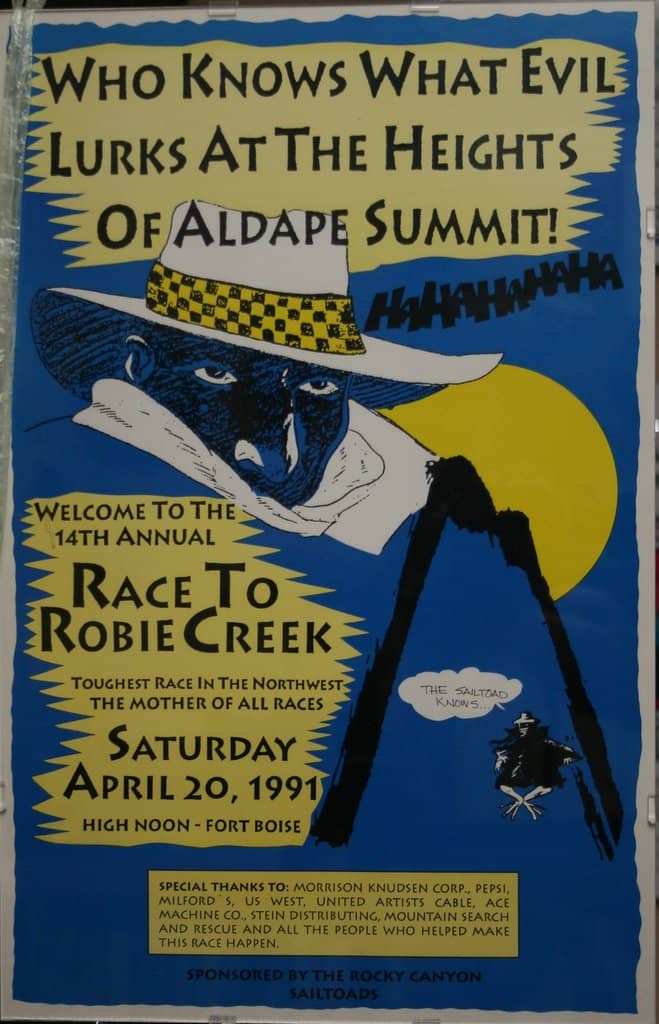 WHO KNOWS WHAT EVIL
LURKS AT THE HEIGHTS
OF ALDAPE SUMMIT!
HAHAHAHAHAHA
WELCOME TO THE
14TH ANNUAL
RACE TO
ROBIE CREEK
TOUGHEST RACE IN THE NORTHWEST
THE MOTHER OF ALL RACES
SATURDAY
APRIL 20, 1991
HIGH NOON - FORT BOISE
THE SAILTOAD
KNOWS...
SPECIAL THANKS TO: MORRISON KNUDSEN CORP., PEPSI,
MILFORD'S, US WEST, UNITED ARTISTS CABLE, ACE
MACHINE CO., STEIN DISTRIBUTING, MOUNTAIN SEARCH
AND RESCUE AND ALL THE PEOPLE WHO HELPED MAKE
THIS RACE HAPPEN.
SPONSORED BY THE ROCKY CANYON
SAILTOADS